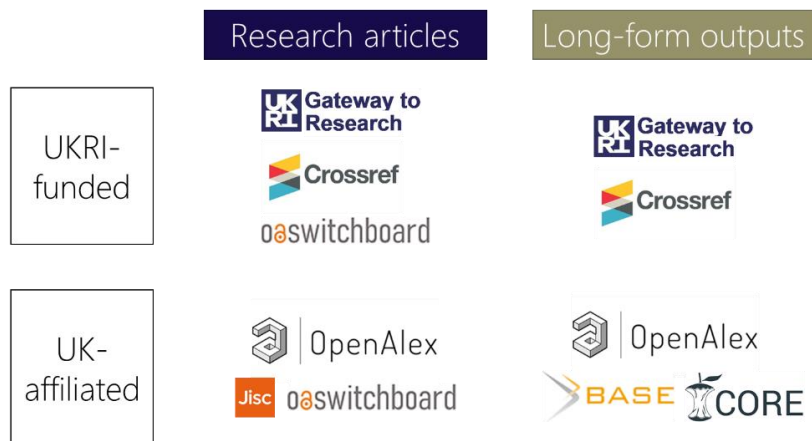 Research articles
Long-form outputs
UKRI-
funded
UK
RI
Gateway to
Research
Crossref
oaswitchboard
UK
RI
Gateway to
Research
Crossref
UK-
affiliated
OpenAlex
Jisc oaswitchboard
OpenAlex
BASE CORE